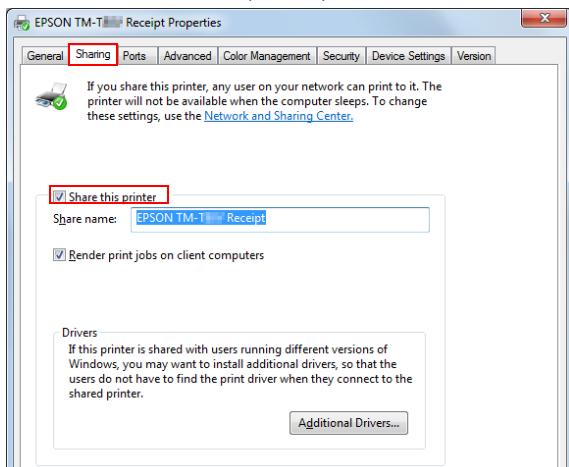 EPSON TM-T Receipt Properties
General Sharing Ports Advanced Color Management Security Device Settings Version
If you share this printer, any user on your network can print to it. The
printer will not be available when the computer sleeps. To change
these settings, use the Network and Sharing Center.
Share this printer
Share name: EPSON TM-T Receipt
Render print jobs on client computers
Drivers
If this printer is shared with users running different versions of
Windows, you may want to install additional drivers, so that the
users do not have to find the print driver when they connect to the
shared printer.
Additional Drivers...